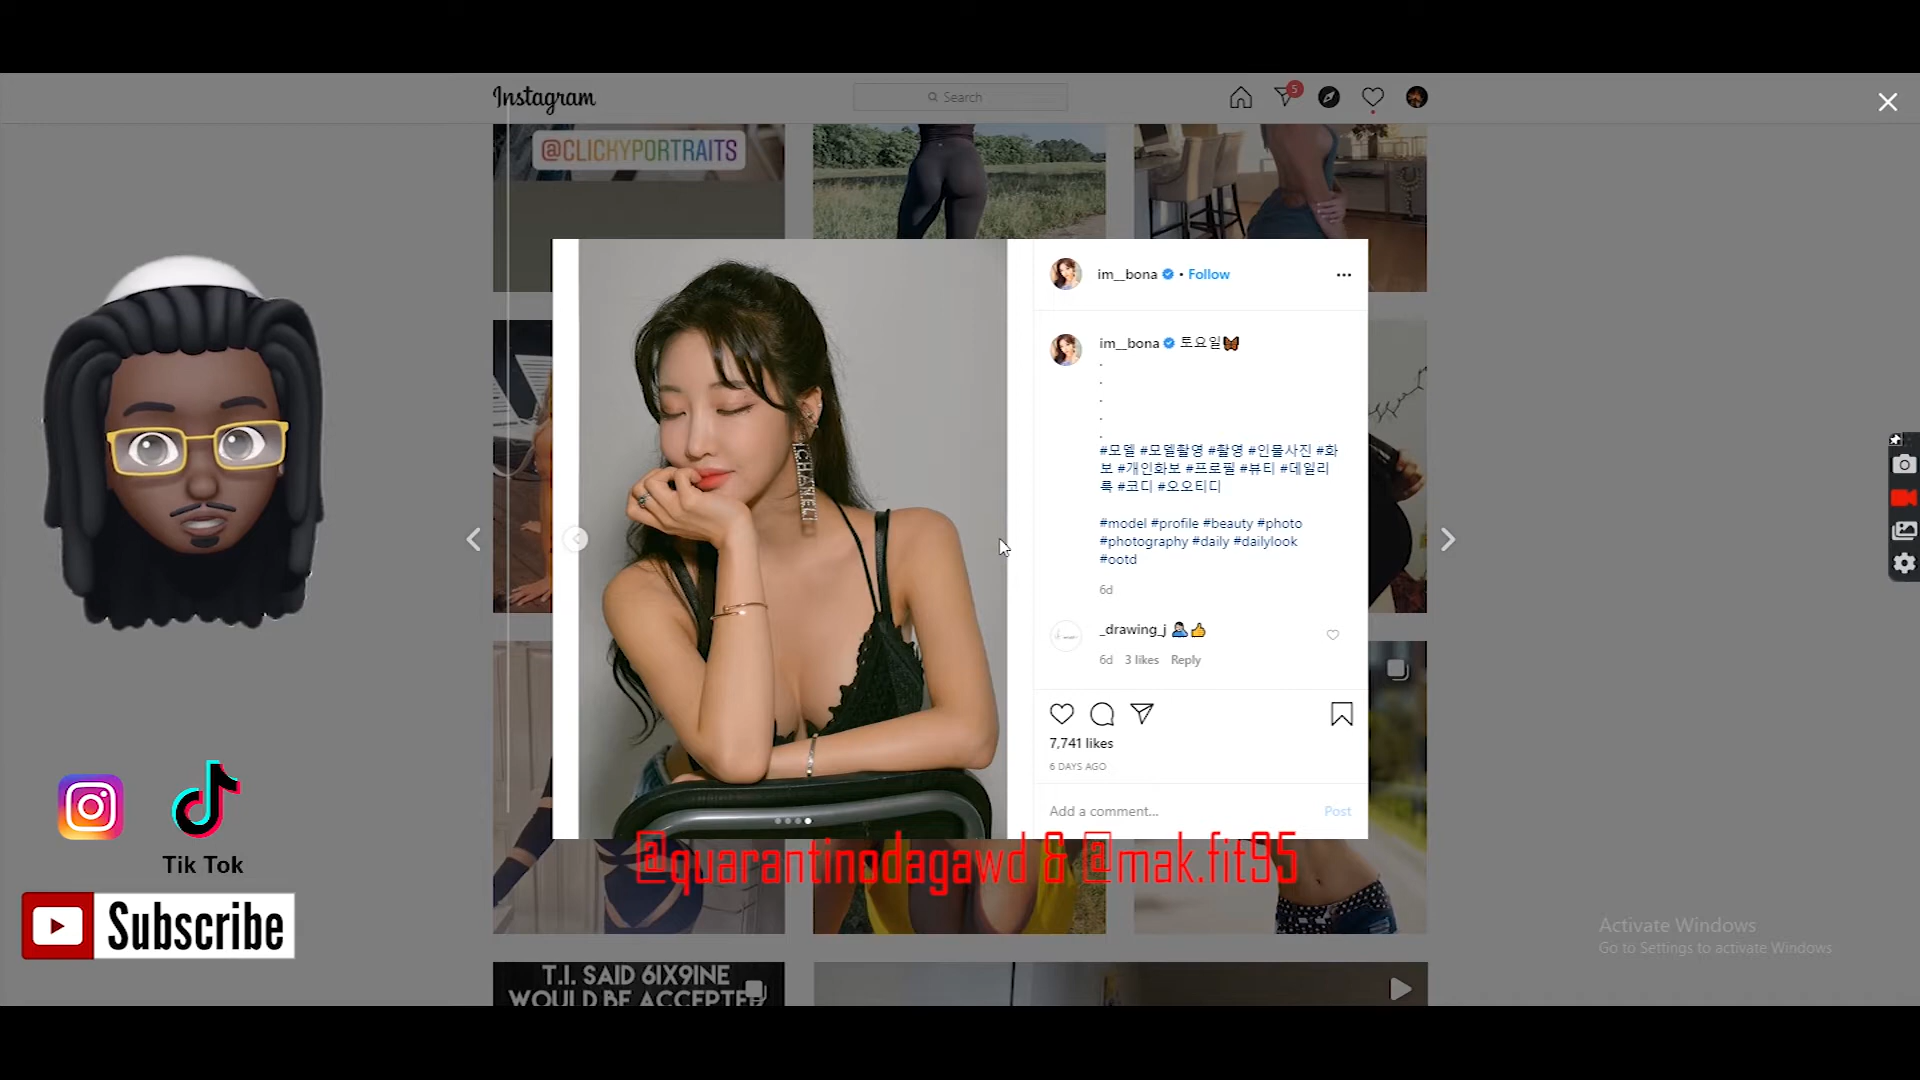 Instagram
Search
5
@CLICKYPORTRAITS
im__bona • Follow
im__bona 토요일
.
.
.
.
.
#모델 #모델촬영 #촬영 #인물사진 #화
보 #개인화보 #프로필 #뷰티 #데일리
룩 #코디 #오오티디
#model #profile #beauty #photo
#photography #daily #dailylook
#ootd
6d
_drawing_j
6d 3 likes Reply
7,741 likes
6 DAYS AGO
Add a comment... Post
CHANEL
@quarantinodagawd & @mak.fit95
Tik Tok
Subscribe
Activate Windows
Go to Settings to activate Windows
T.I. SAID 6IX9INE
WOULD BE ACCEPTED